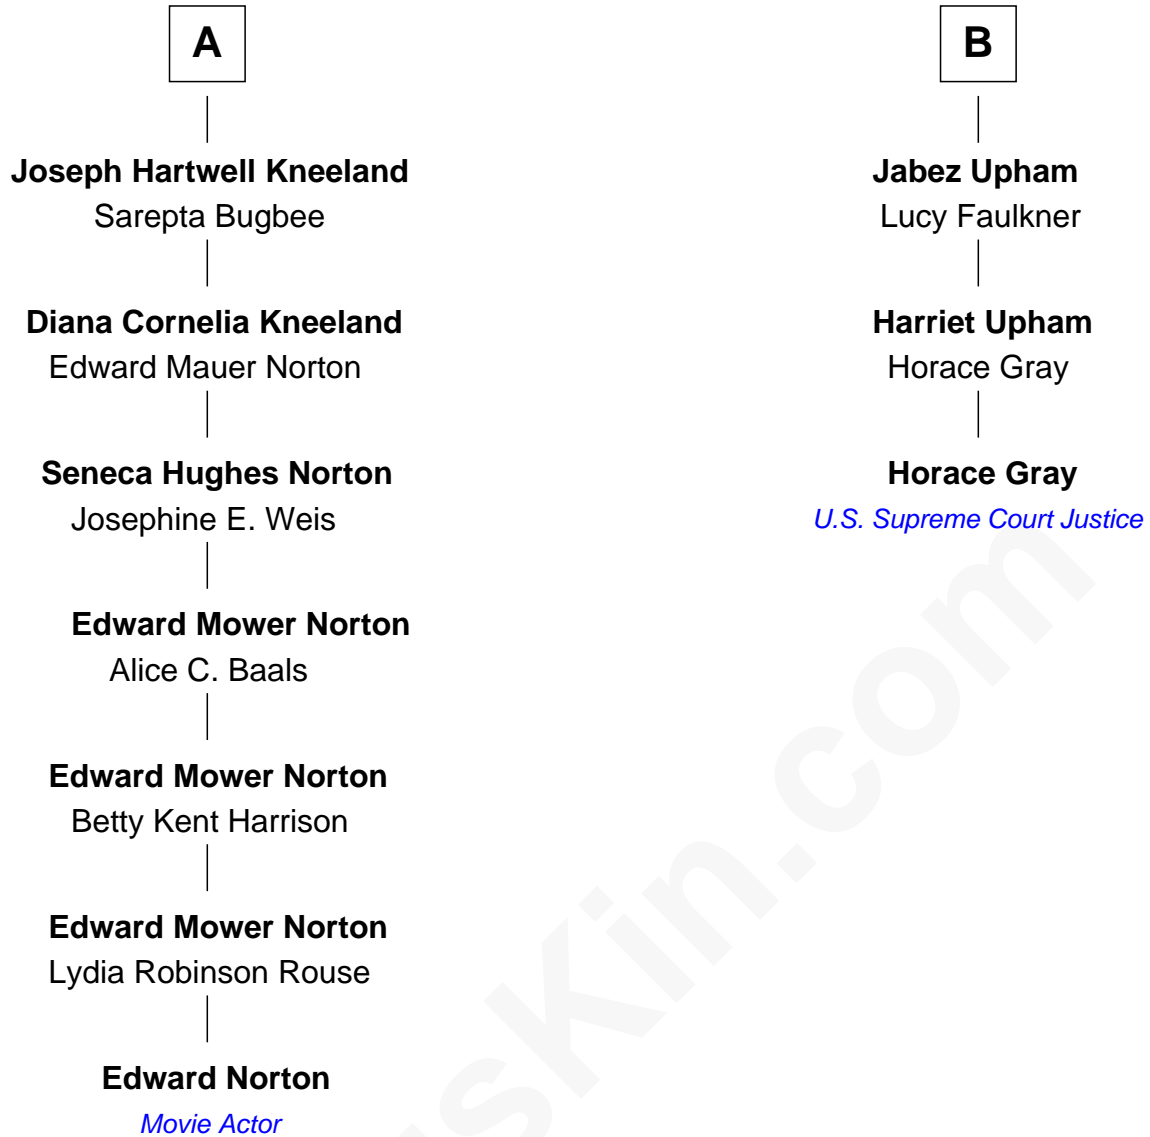 A
Joseph Hartwell Kneeland
Sarepta Bugbee
Diana Cornelia Kneeland
Edward Mauer Norton
Seneca Hughes Norton
Josephine E. Weis
Edward Mower Norton
Alice C. Baals
Edward Mower Norton
Betty Kent Harrison
Edward Mower Norton
Lydia Robinson Rouse
Edward Norton
Movie Actor
B
Jabez Upham
Lucy Faulkner
Harriet Upham
Horace Gray
Horace Gray
U.S. Supreme Court Justice
sKin.com